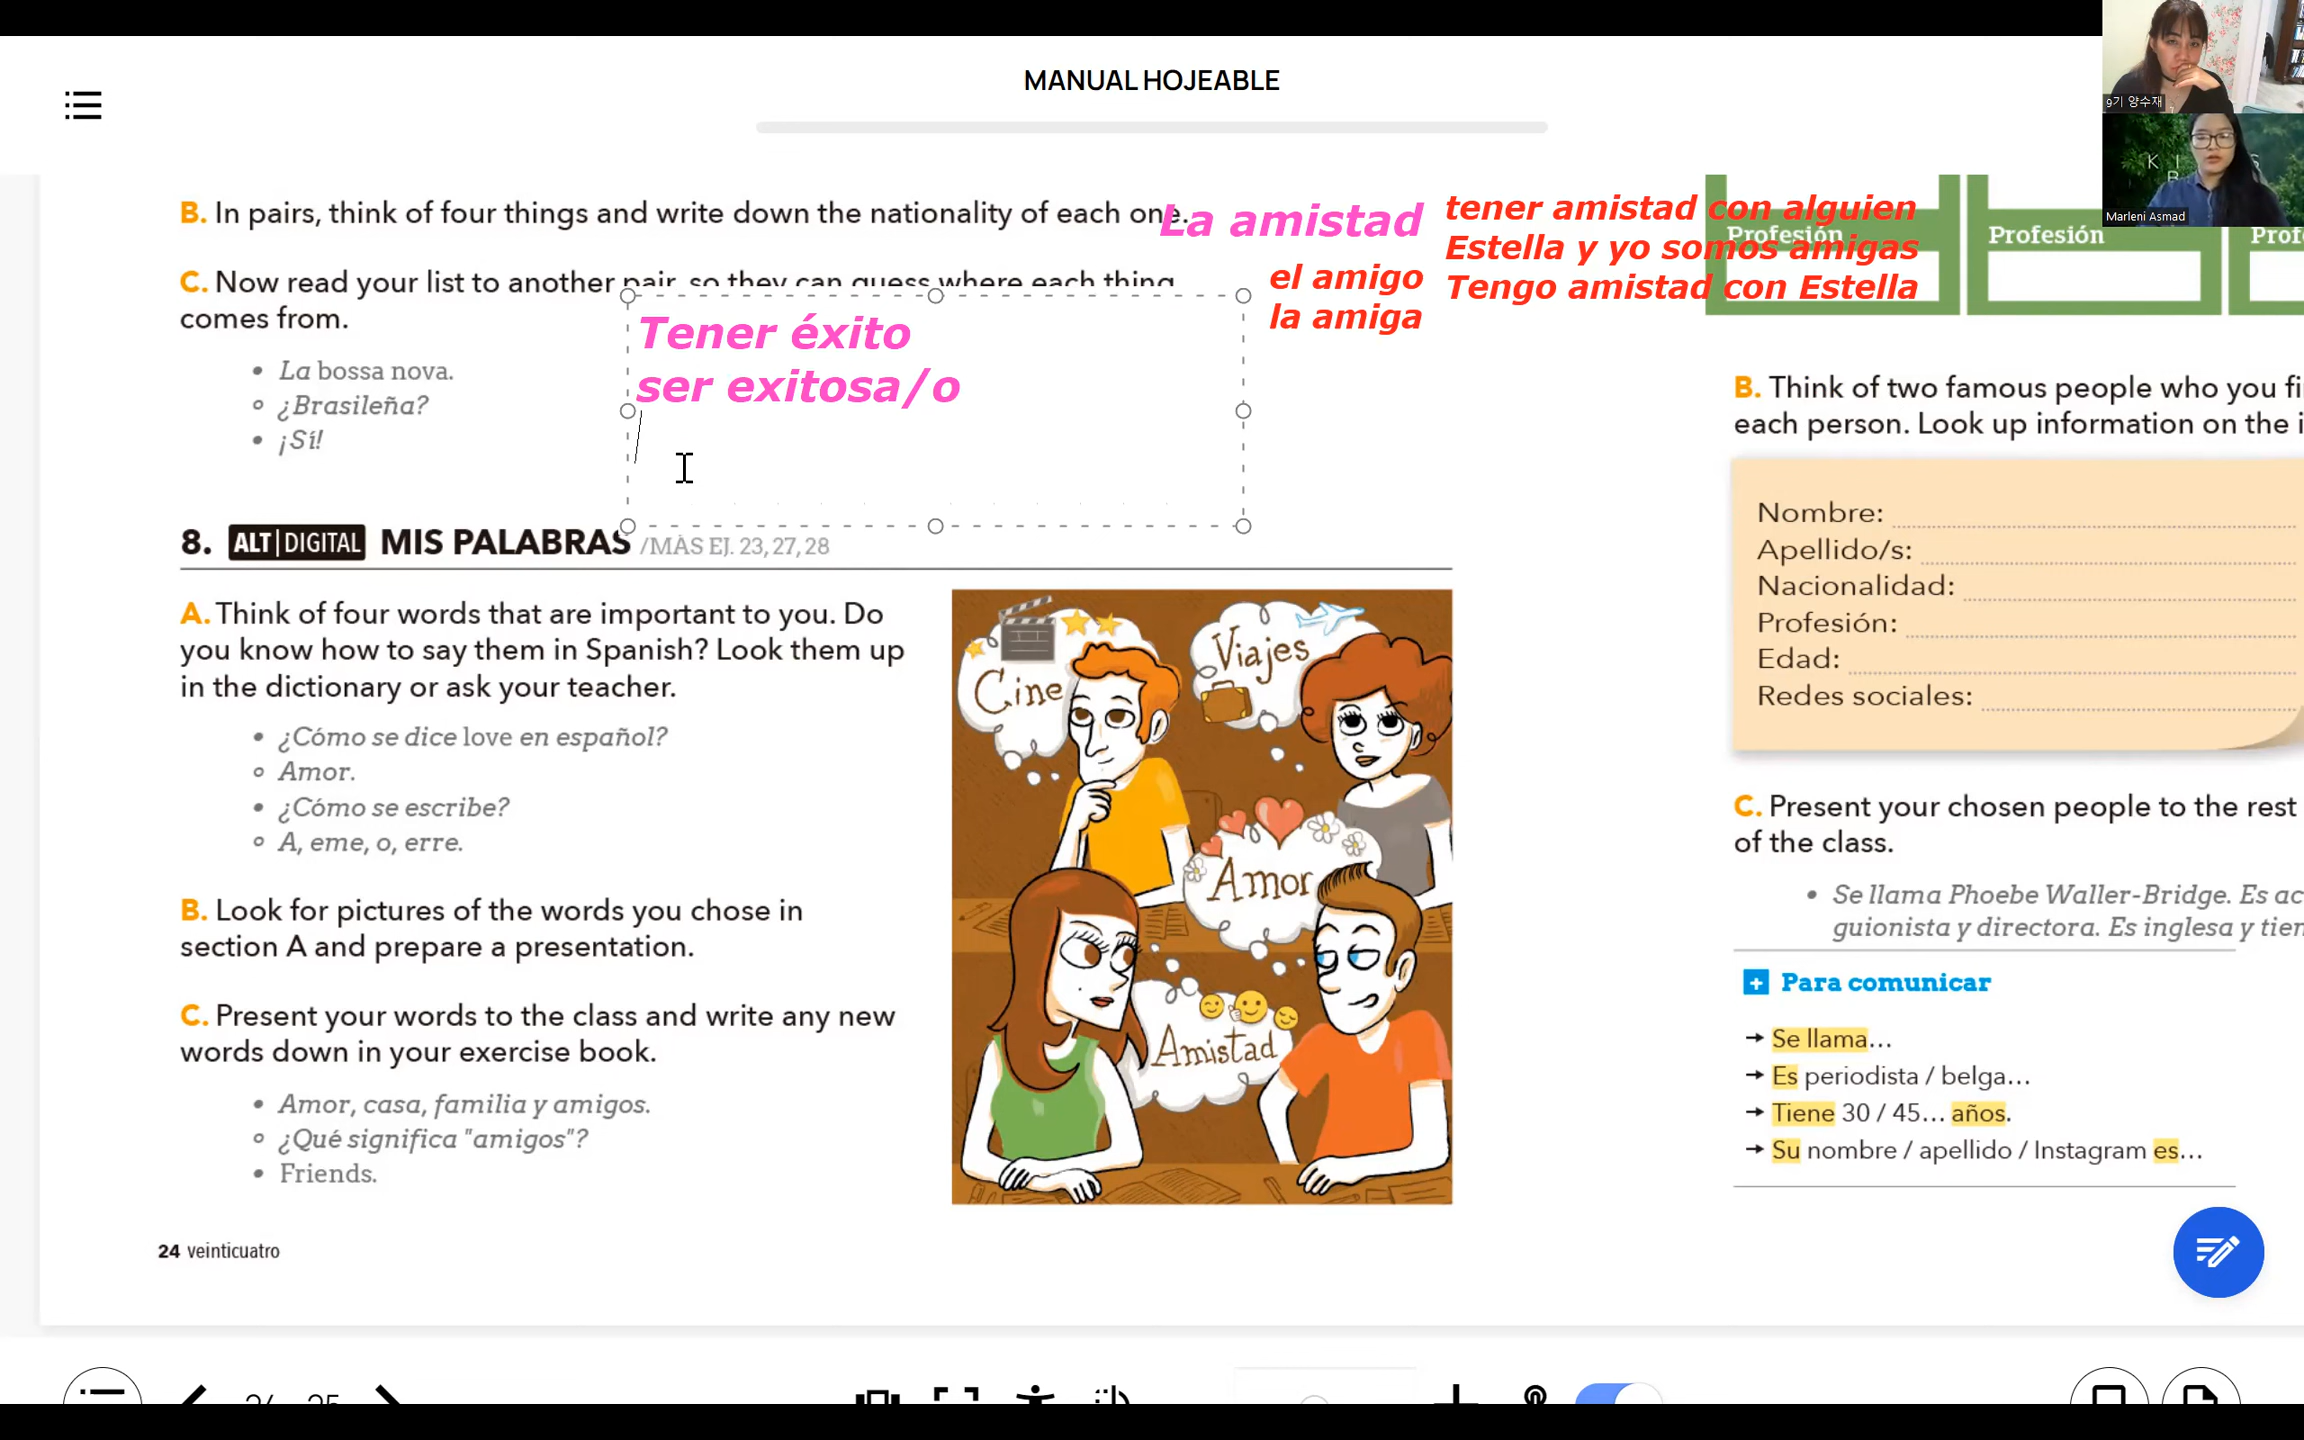 MANUAL HOJEABLE
9기 양수재
Marleni Asmad
B. In pairs, think of four things and write down the nationality of each one.
La amistad
el amigo
la amiga
tener amistad con alguien
Estella y yo somos amigas
Tengo amistad con Estella
C. Now read your list to another pair, so they can guess where each thing
comes from.
Tener éxito
ser exitosa/o
• La bossa nova.
○ ¿Brasileña?
• ¡Sí!
8. ALT|DIGITAL MIS PALABRAS /MÁS EJ. 23, 27, 28
A. Think of four words that are important to you. Do
you know how to say them in Spanish? Look them up
in the dictionary or ask your teacher.
• ¿Cómo se dice love en español?
○ Amor.
• ¿Cómo se escribe?
○ A, eme, o, erre.
B. Look for pictures of the words you chose in
section A and prepare a presentation.
C. Present your words to the class and write any new
words down in your exercise book.
• Amor, casa, familia y amigos.
○ ¿Qué significa "amigos"?
• Friends.
Cine
Viajes
Amor
Amistad
24 veinticuatro
Profesión
Profesión
Prof
B. Think of two famous people who you fi
each person. Look up information on the i
Nombre:
Apellido/s:
Nacionalidad:
Profesión:
Edad:
Redes sociales:
C. Present your chosen people to the rest
of the class.
• Se llama Phoebe Waller-Bridge. Es ac
guionista y directora. Es inglesa y tien
+ Para comunicar
→ Se llama...
→ Es periodista / belga...
→ Tiene 30 / 45... años.
→ Su nombre / apellido / Instagram es...